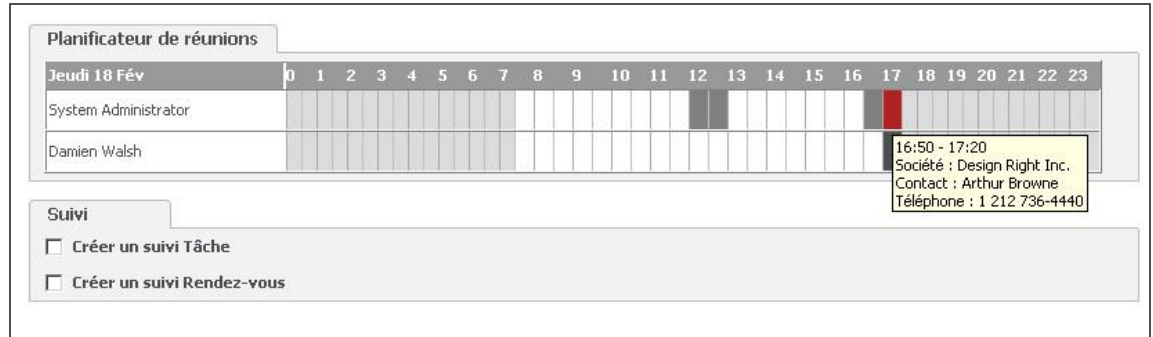 Planificateur de réunions
Jeudi 18 Fév 0 1 2 3 4 5 6 7 8 9 10 11 12 13 14 15 16 17 18 19 20 21 22 23
System Administrator
Damien Walsh
16:50 - 17:20
Société : Design Right Inc.
Contact : Arthur Browne
Téléphone : 1 212 736-4440
Suivi
Créer un suivi Tâche
Créer un suivi Rendez-vous